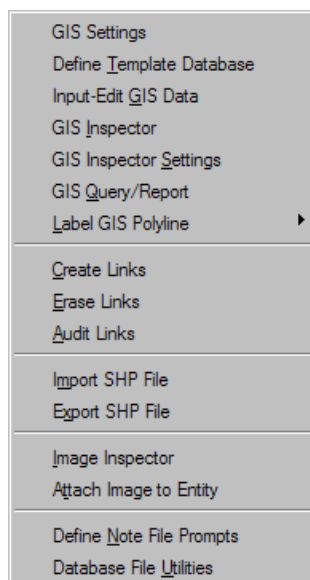 GIS Settings
Define Template Database
Input-Edit GIS Data
GIS Inspector
GIS Inspector Settings
GIS Query/Report
Label GIS Polyline
Create Links
Erase Links
Audit Links
Import SHP File
Export SHP File
Image Inspector
Attach Image to Entity
Define Note File Prompts
Database File Utilities